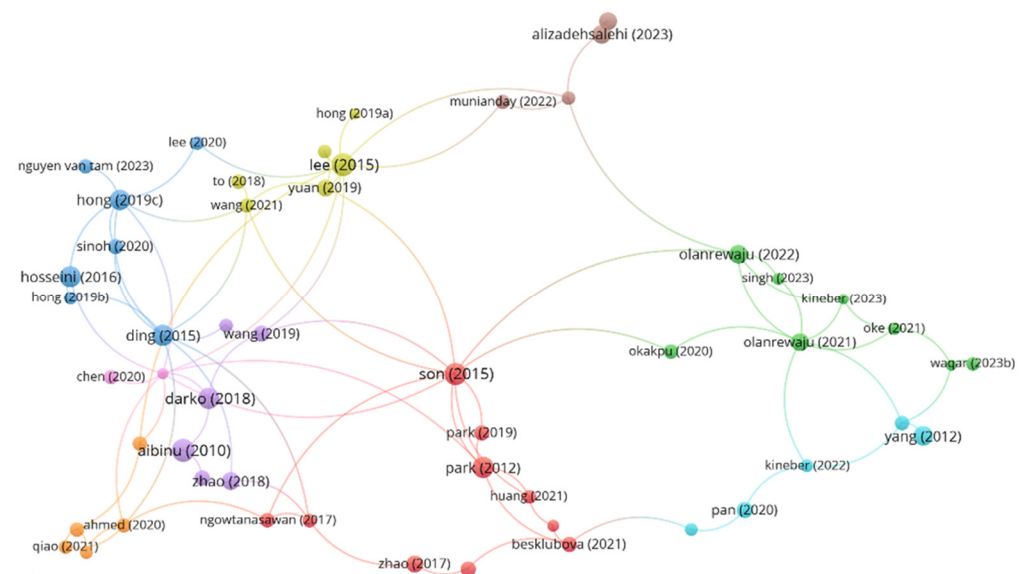 alizadehsalehi (2023)
munianday (2022)
hong (2019a)
lee (2020)
lee (2015)
nguyen van tam (2023)
to (2018)
yuan (2019)
hong (2019c)
wang (2021)
sinoh (2020)
olanrewaju (2022)
hosseini (2016)
singh (2023)
hong (2019b)
kineber (2023)
ding (2015)
wang (2019)
oke (2021)
olanrewaju (2021)
okakpu (2020)
waqar (2023b)
chen (2020)
son (2015)
darko (2018)
park (2019)
yang (2012)
aibinu (2010)
kineber (2022)
park (2012)
zhao (2018)
huang (2021)
pan (2020)
ngowtanasawan (2017)
ahmed (2020)
qiao (2021)
besklubova (2021)
zhao (2017)